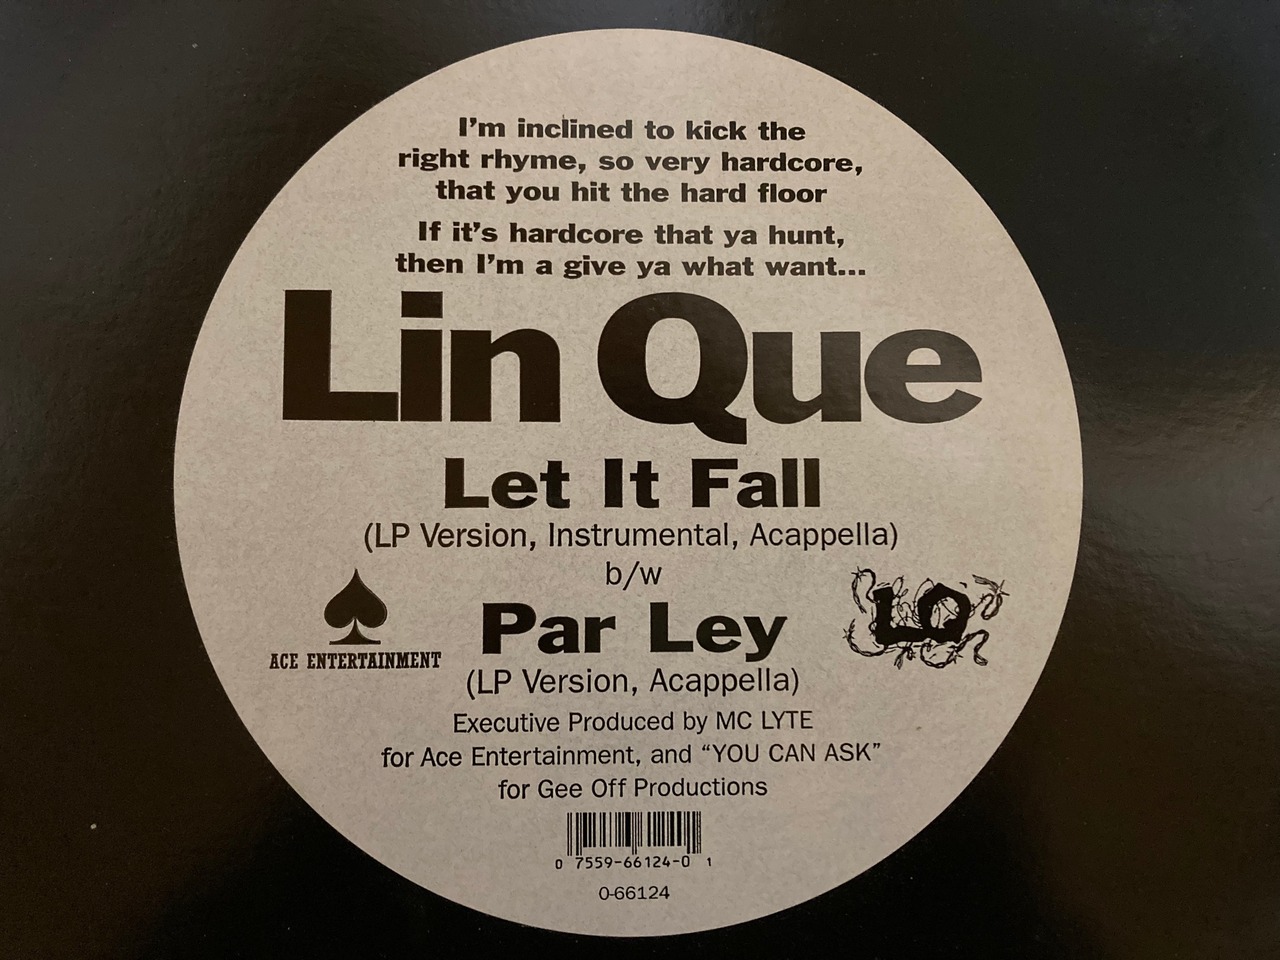 I'm inclined to kick the
right rhyme, so very hardcore,
that you hit the hard floor
If it's hardcore that ya hunt,
then I'm a give ya what want...
Lin Que
Let It Fall
(LP Version, Instrumental, Acappella)
b/w
Par Ley
(LP Version, Acappella)
ACE ENTERTAINMENT
LQ
Executive Produced by MC LYTE
for Ace Entertainment, and “YOU CAN ASK”
for Gee Off Productions
0 7559-66124-0 1
0-66124